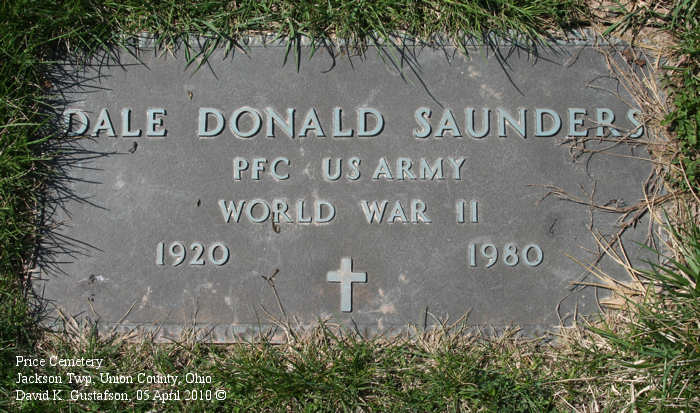 DALE DONALD SAUNDERS
PFC US ARMY
WORLD WAR II
1920 1980
Price Cemetery
Jackson Twp, Union County, Ohio
David K. Gustafson, 05 April 2010 ©